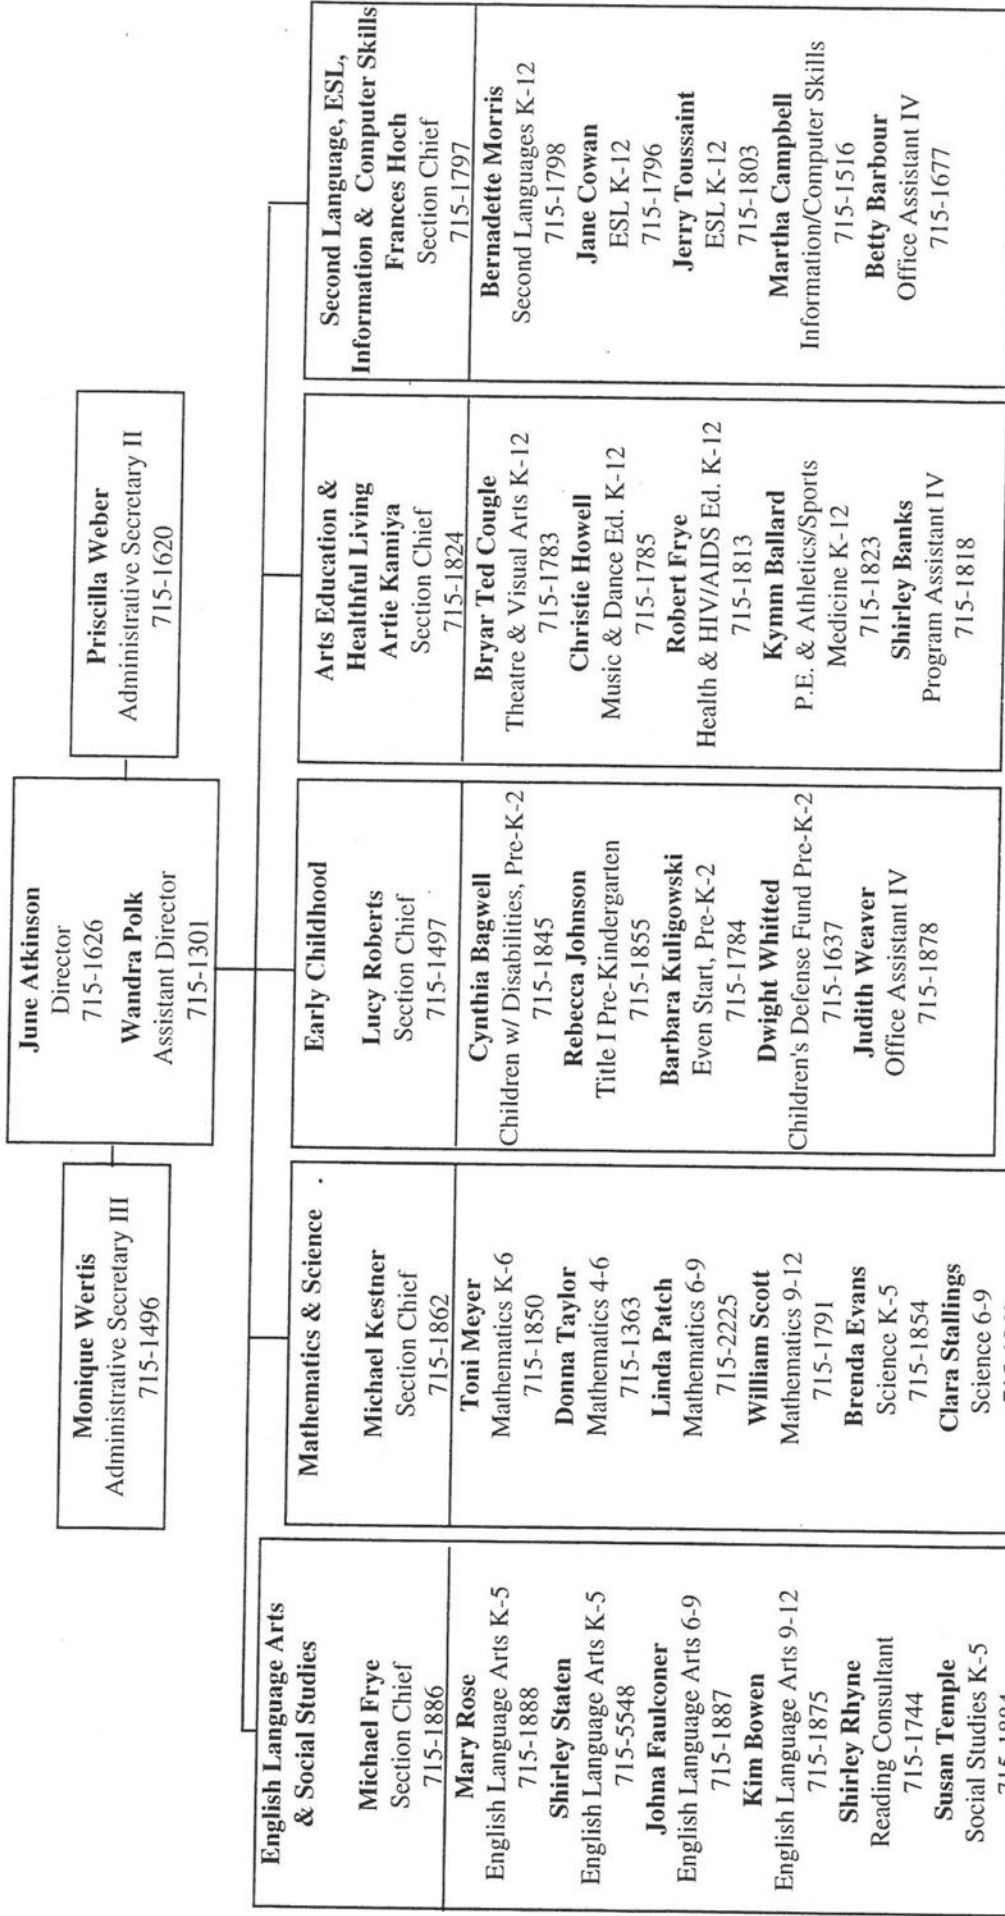 June Atkinson
Director
715-1626
Wandra Polk
Assistant Director
715-1301
Monique Wertis
Administrative Secretary III
715-1496
Priscilla Weber
Administrative Secretary II
715-1620
English Language Arts
& Social Studies
Michael Frye
Section Chief
715-1886
Mary Rose
English Language Arts K-5
715-1888
Shirley Staten
English Language Arts K-5
715-5548
Johna Faulconer
English Language Arts 6-9
715-1887
Kim Bowen
English Language Arts 9-12
715-1875
Shirley Rhyne
Reading Consultant
715-1744
Susan Temple
Social Studies K-5
Mathematics & Science
Michael Kestner
Section Chief
715-1862
Toni Meyer
Mathematics K-6
715-1850
Donna Taylor
Mathematics 4-6
715-1363
Linda Patch
Mathematics 6-9
715-2225
William Scott
Mathematics 9-12
715-1791
Brenda Evans
Science K-5
715-1854
Clara Stallings
Science 6-9
Early Childhood
Lucy Roberts
Section Chief
715-1497
Cynthia Bagwell
Children w/ Disabilities, Pre-K-2
715-1845
Rebecca Johnson
Title I Pre-Kindergarten
715-1855
Barbara Kuligowski
Even Start, Pre-K-2
715-1784
Dwight Whitted
Children's Defense Fund Pre-K-2
715-1637
Judith Weaver
Office Assistant IV
715-1878
Arts Education &
Healthful Living
Artie Kamiya
Section Chief
715-1824
Bryar Ted Cougle
Theatre & Visual Arts K-12
715-1783
Christie Howell
Music & Dance Ed. K-12
715-1785
Robert Frye
Health & HIV/AIDS Ed. K-12
715-1813
Kymm Ballard
P.E. & Athletics/Sports
Medicine K-12
715-1823
Shirley Banks
Program Assistant IV
715-1818
Second Language, ESL,
Information & Computer Skills
Frances Hoch
Section Chief
715-1797
Bernadette Morris
Second Languages K-12
715-1798
Jane Cowan
ESL K-12
715-1796
Jerry Toussaint
ESL K-12
715-1803
Martha Campbell
Information/Computer Skills
715-1516
Betty Barbour
Office Assistant IV
715-1677